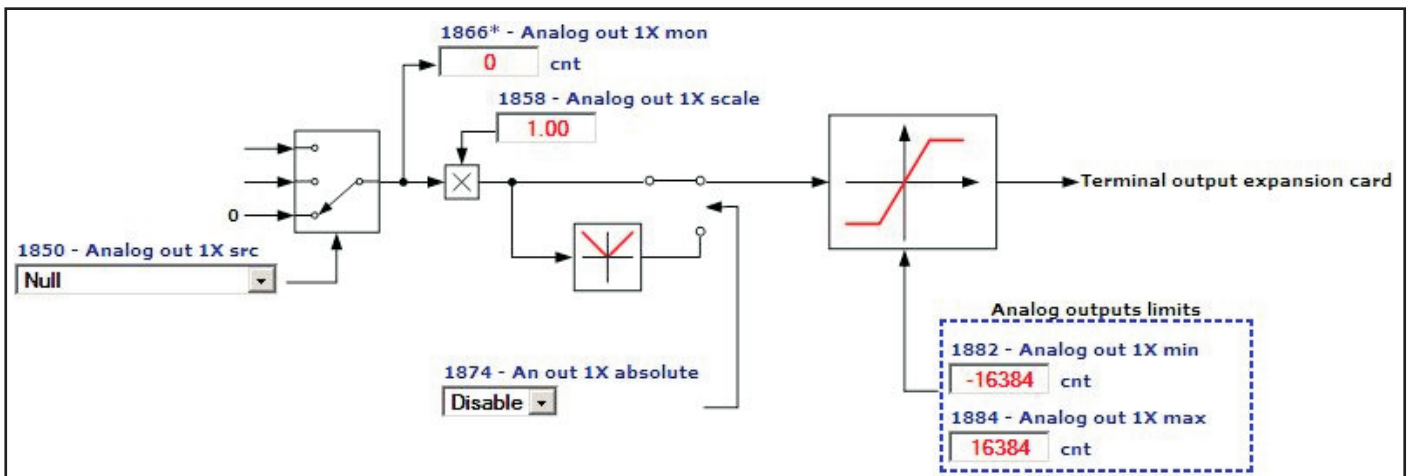 1866* - Analog out 1X mon
0 cnt
1858 - Analog out 1X scale
1.00
0
1850 - Analog out 1X src
Null
Terminal output expansion card
1874 - An out 1X absolute
Disable
Analog outputs limits
1882 - Analog out 1X min
-16384 cnt
1884 - Analog out 1X max
16384 cnt